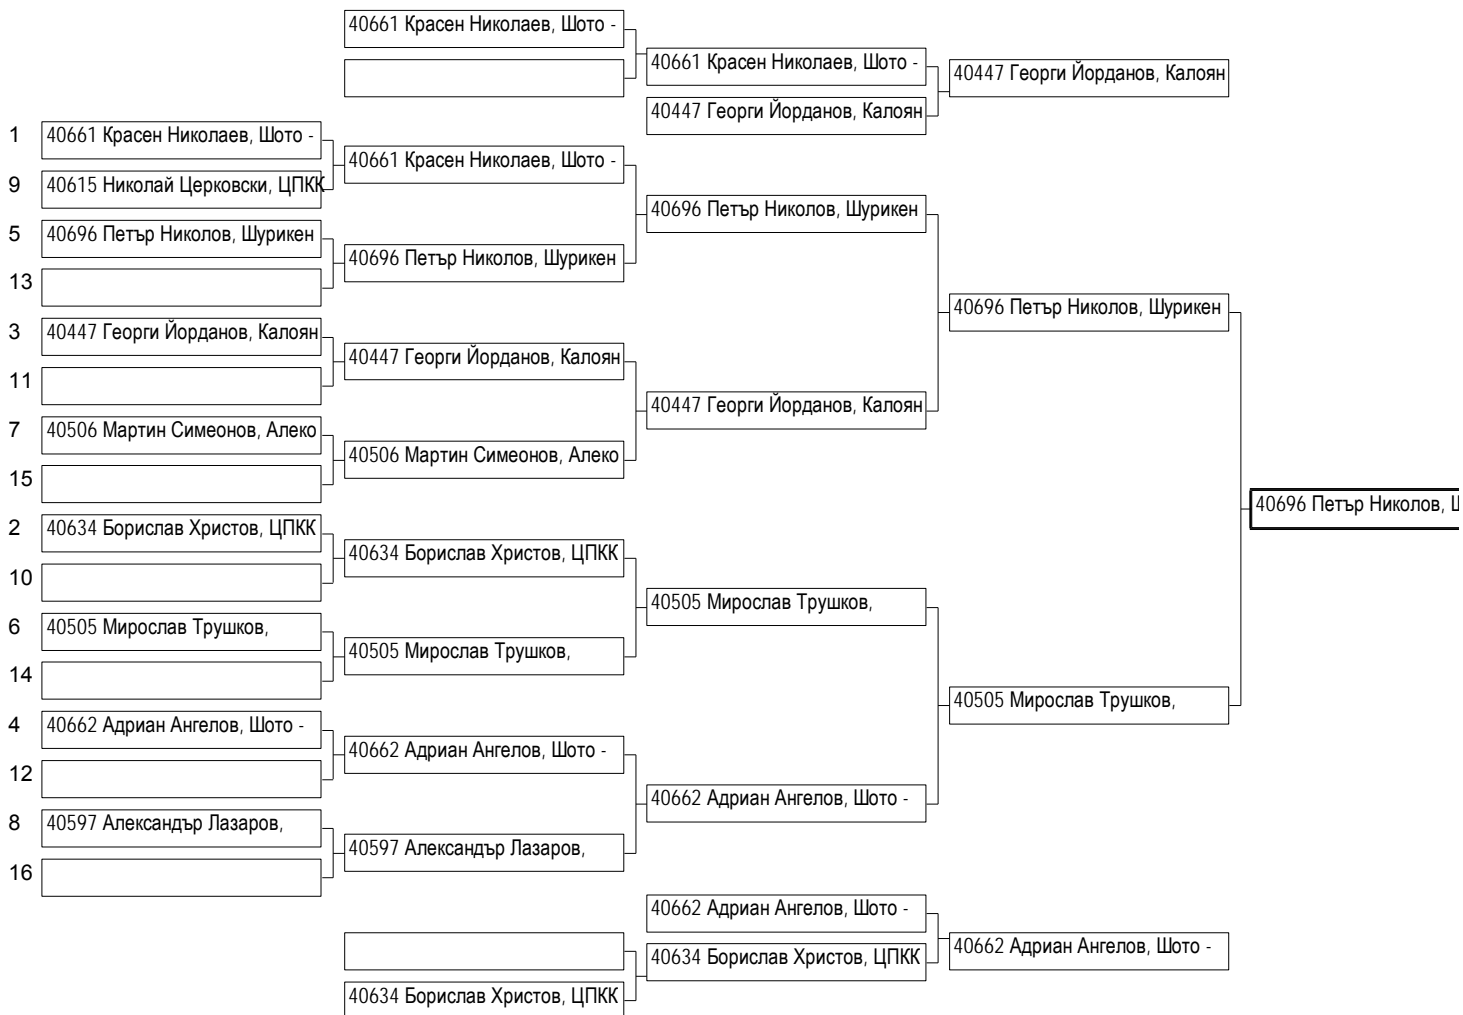 40661 Красен Николаев, Шото -
40661 Красен Николаев, Шото -
40447 Георги Йорданов, Калоян
40447 Георги Йорданов, Калоян
1 40661 Красен Николаев, Шото -
40661 Красен Николаев, Шото -
9 40615 Николай Церковски, ЦПКК
40696 Петър Николов, Шурикен
5 40696 Петър Николов, Шурикен
40696 Петър Николов, Шурикен
13
40696 Петър Николов, Шурикен
3 40447 Георги Йорданов, Калоян
40447 Георги Йорданов, Калоян
11
40447 Георги Йорданов, Калоян
7 40506 Мартин Симеонов, Алеко
40506 Мартин Симеонов, Алеко
15
40696 Петър Николов, Ш
2 40634 Борислав Христов, ЦПКК
40634 Борислав Христов, ЦПКК
10
40505 Мирослав Трушков,
6 40505 Мирослав Трушков,
40505 Мирослав Трушков,
14
40505 Мирослав Трушков,
4 40662 Адриан Ангелов, Шото -
40662 Адриан Ангелов, Шото -
12
40662 Адриан Ангелов, Шото -
8 40597 Александър Лазаров,
40597 Александър Лазаров,
16
40662 Адриан Ангелов, Шото -
40662 Адриан Ангелов, Шото -
40634 Борислав Христов, ЦПКК
40634 Борислав Христов, ЦПКК